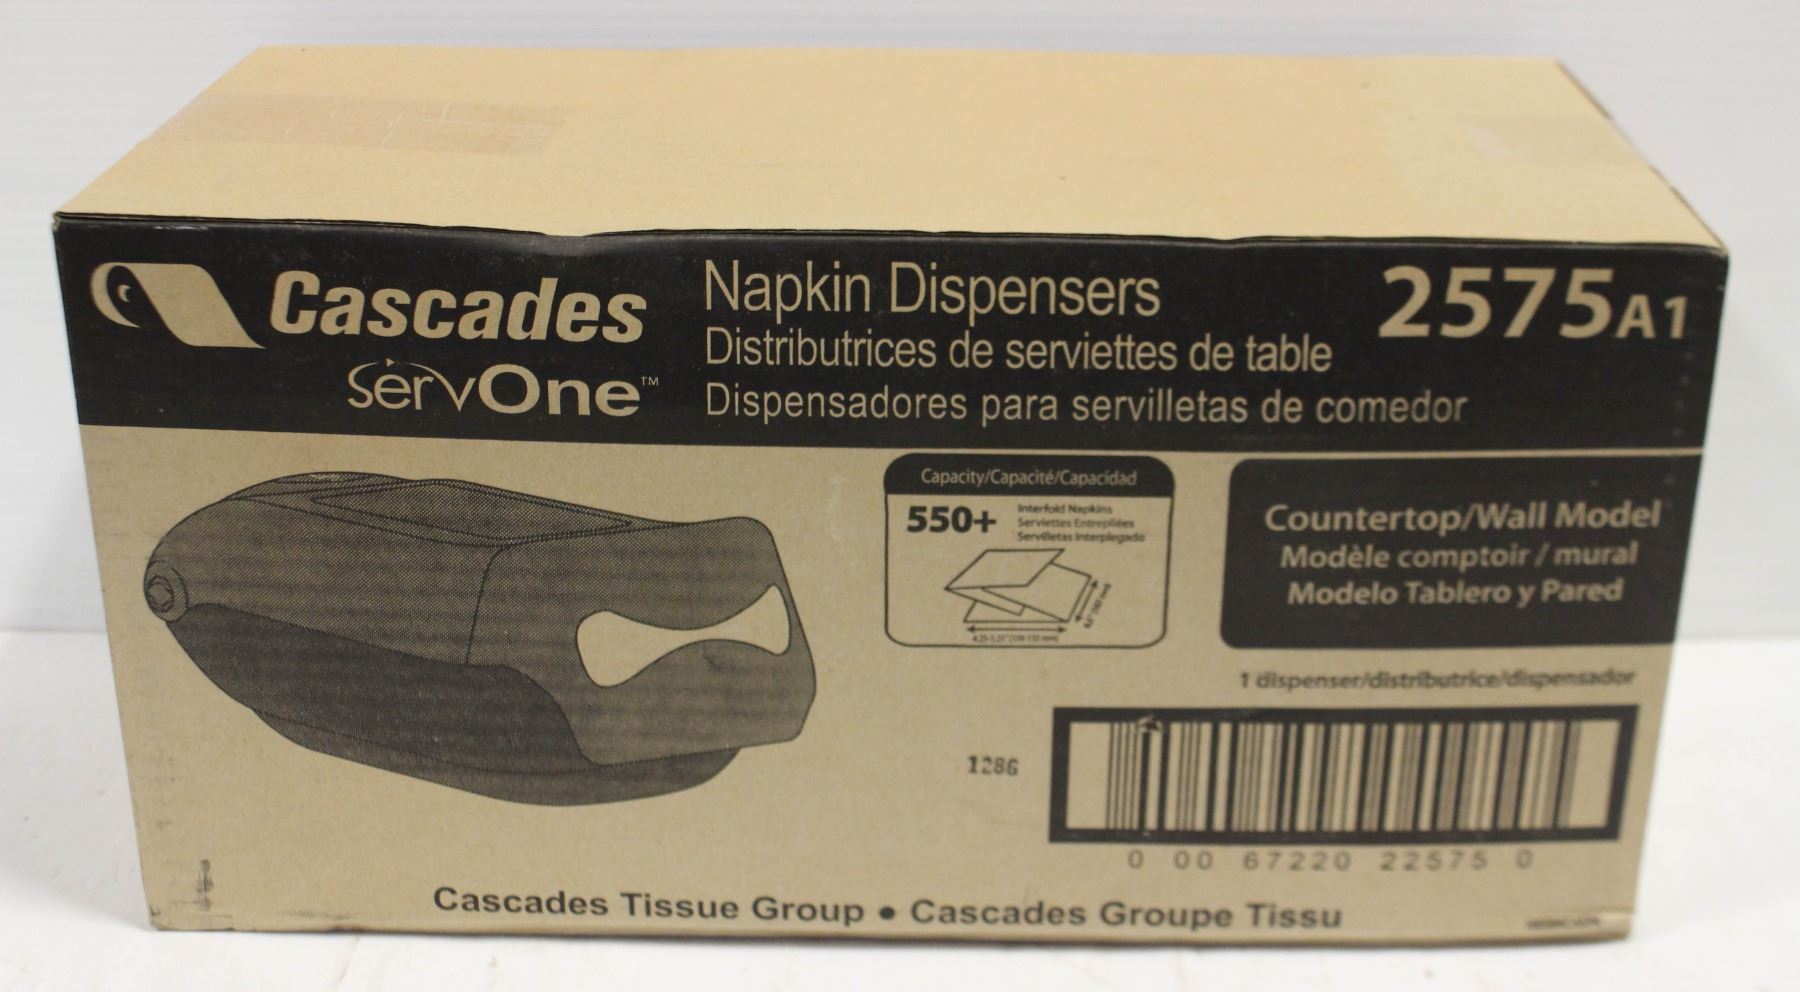 Cascades
ServOne™
Napkin Dispensers
Distributrices de serviettes de table
Dispensadores para servilletas de comedor
2575A1
Capacity/Capacité/Capacidad
550+
Interfold Napkins
Serviettes Entrepliées
Servilletas Interplegado
Countertop/Wall Model
Modèle comptoir / mural
Modelo Tablero y Pared
1 dispenser/distributrice/dispensador
1286
0 00 67220 22575 0
Cascades Tissue Group • Cascades Groupe Tissu